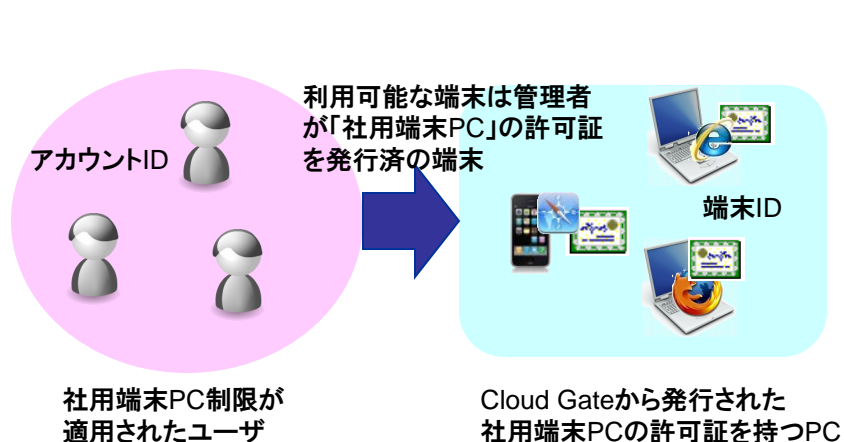 利用可能な端末は管理者
が「社用端末PC」の許可証
を発行済の端末
アカウントID
端末ID
社用端末PC制限が
適用されたユーザ
Cloud Gateから発行された
社用端末PCの許可証を持つPC